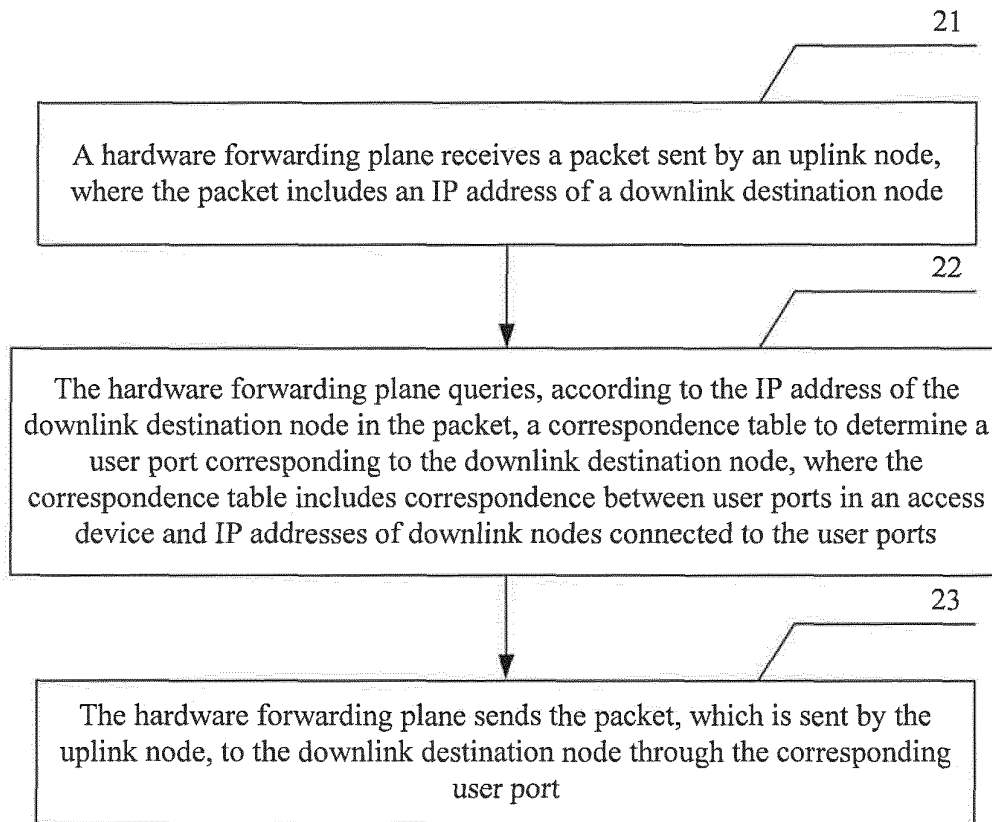 21
A hardware forwarding plane receives a packet sent by an uplink node,
where the packet includes an IP address of a downlink destination node
22
The hardware forwarding plane queries, according to the IP address of the
downlink destination node in the packet, a correspondence table to determine a
user port corresponding to the downlink destination node, where the
correspondence table includes correspondence between user ports in an access
device and IP addresses of downlink nodes connected to the user ports
23
The hardware forwarding plane sends the packet, which is sent by the
uplink node, to the downlink destination node through the corresponding
user port